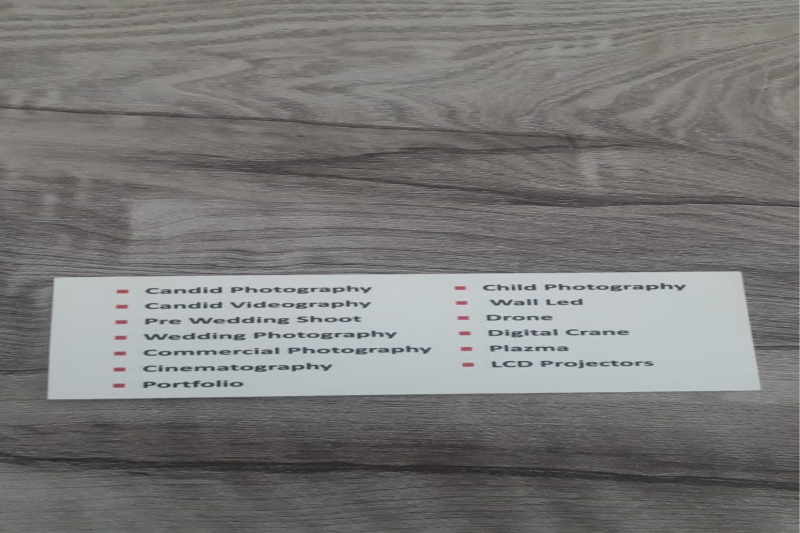 Candid Photography
Candid Videography
Pre Wedding Shoot
Wedding Photography
Commercial Photography
Cinematography
Portfolio
Child Photography
Wall Led
Drone
Digital Crane
Plazma
LCD Projectors